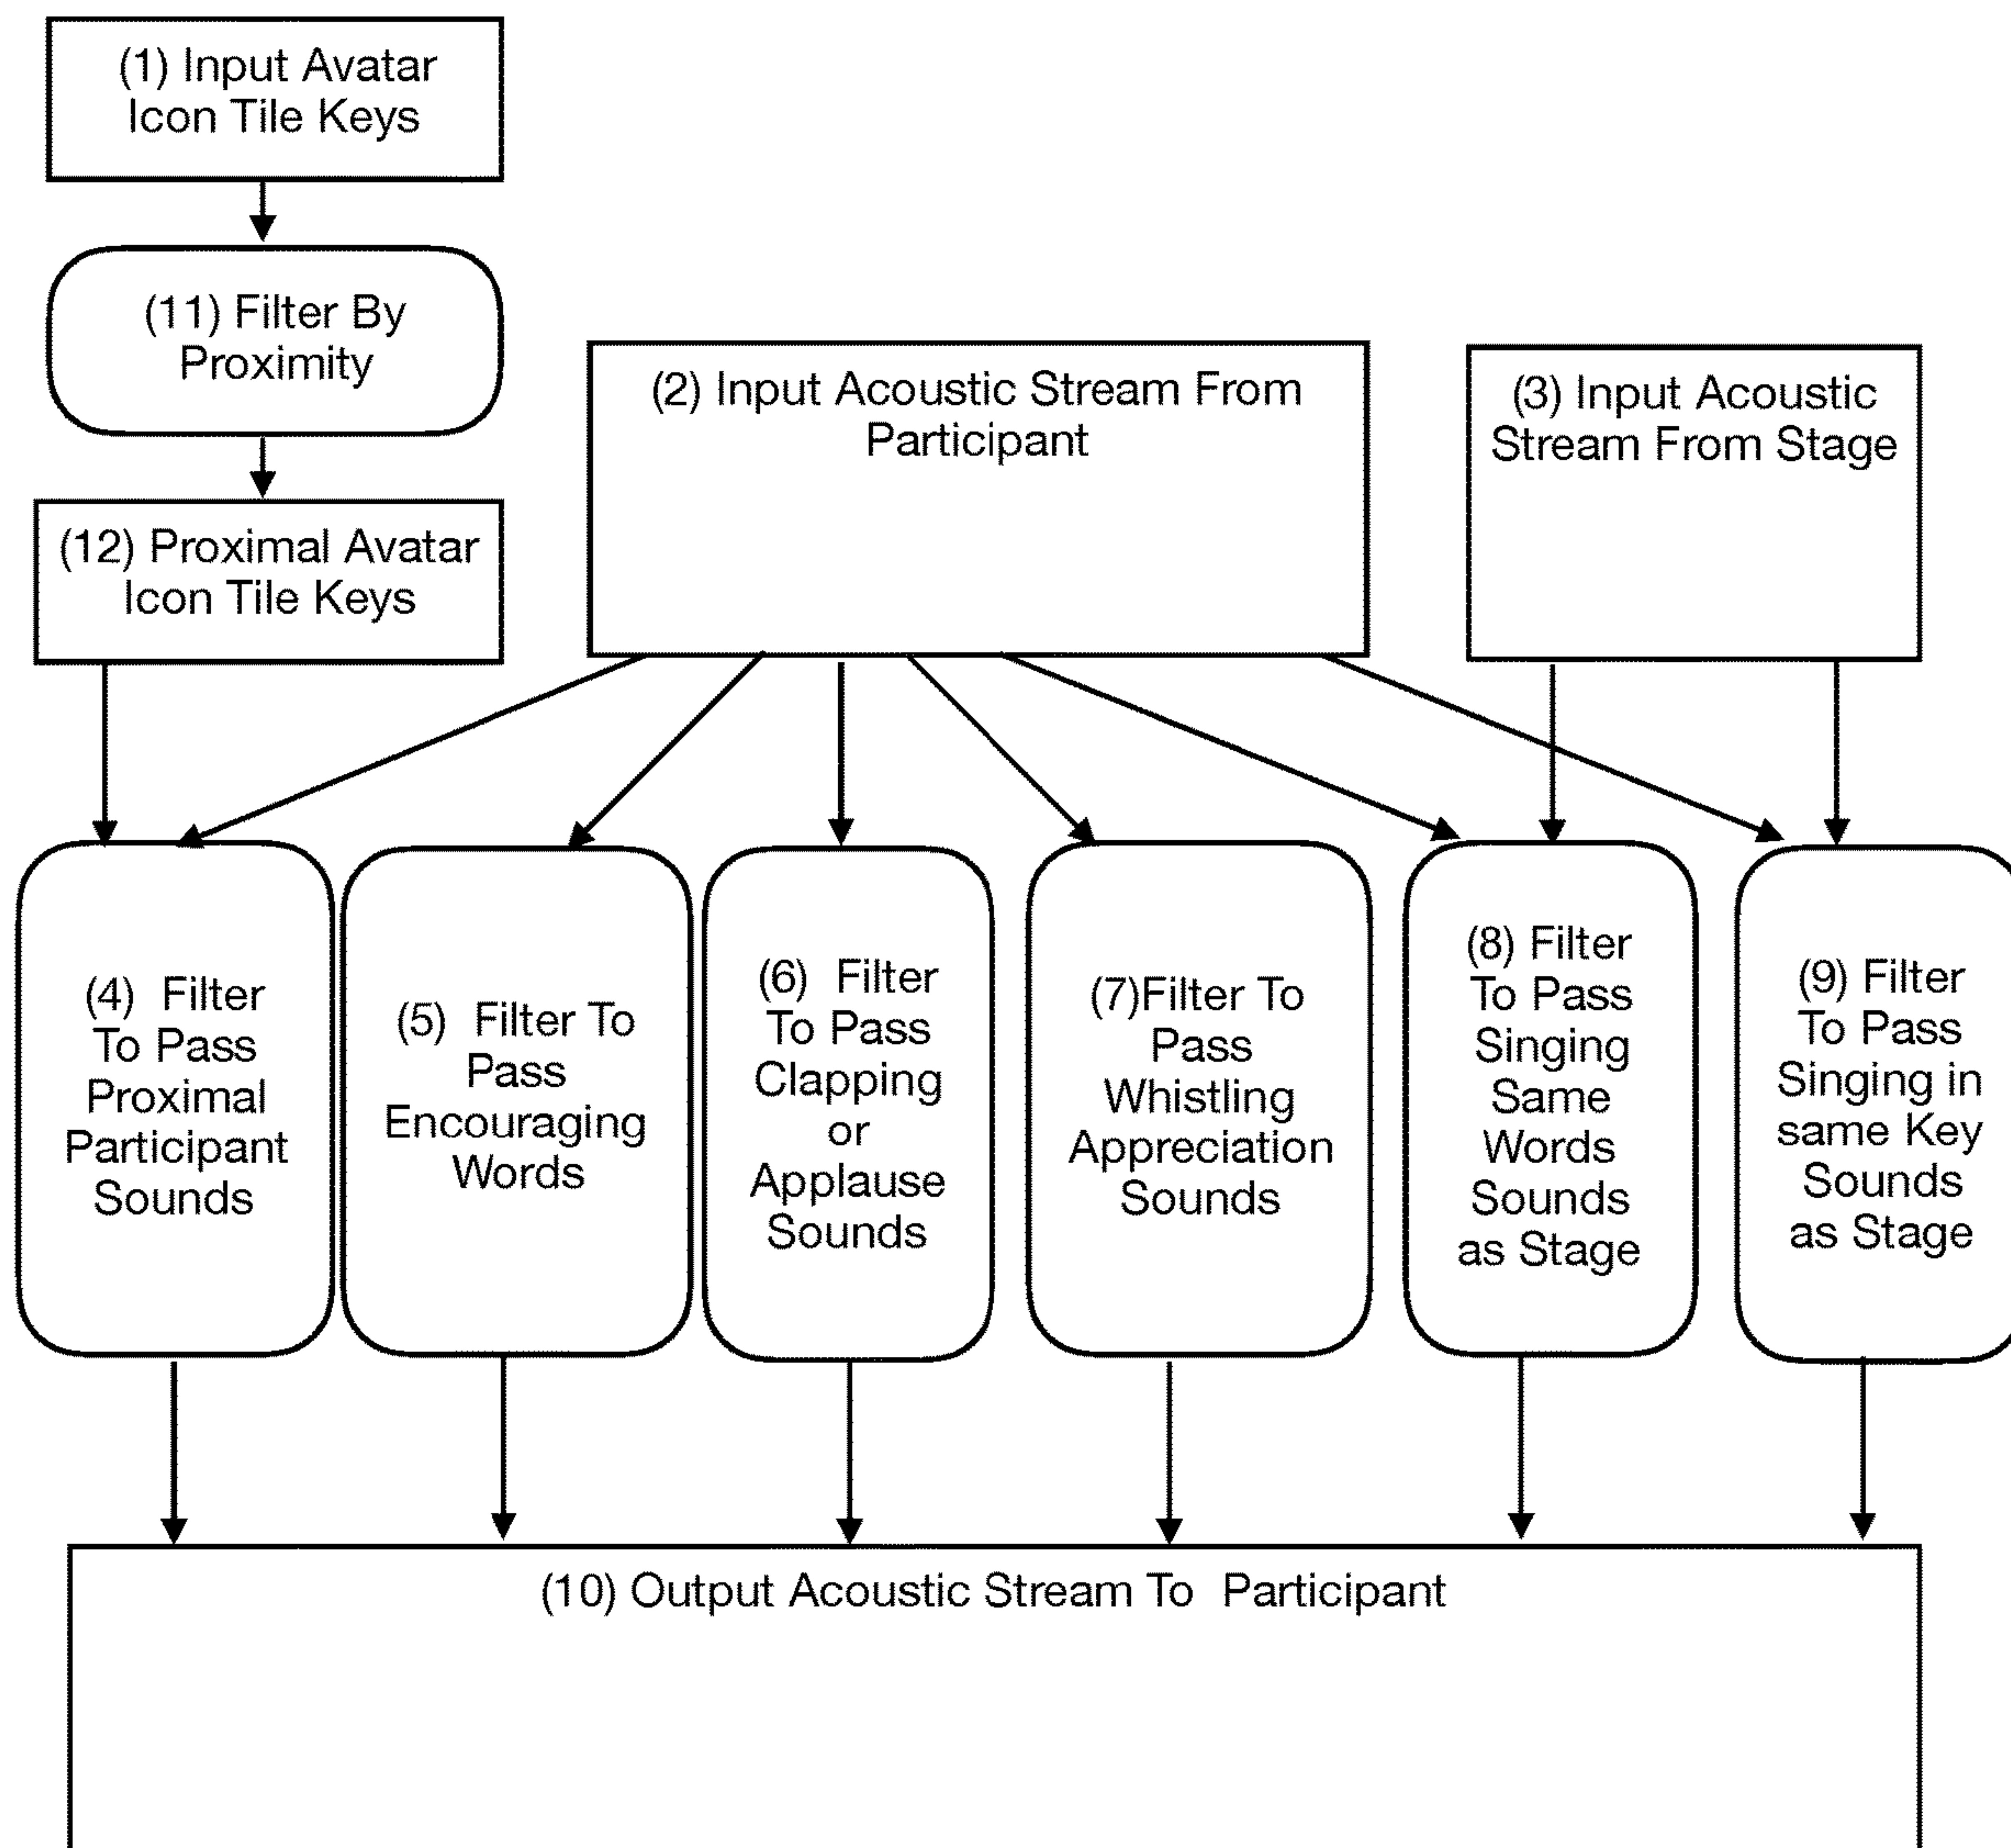 (1) Input Avatar
Icon Tile Keys
(11) Filter By
Proximity
(2) Input Acoustic Stream From
Participant
(3) Input Acoustic
Stream From Stage
(12) Proximal Avatar
Icon Tile Keys
(4) Filter
To Pass
Proximal
Participant
Sounds
(5) Filter To
Pass
Encouraging
Words
(6) Filter
To Pass
Clapping
or
Applause
Sounds
(7)Filter To
Pass
Whistling
Appreciation
Sounds
(8) Filter
To Pass
Singing
Same
Words
Sounds
as Stage
(9) Filter
To Pass
Singing in
same Key
Sounds
as Stage
(10) Output Acoustic Stream To Participant